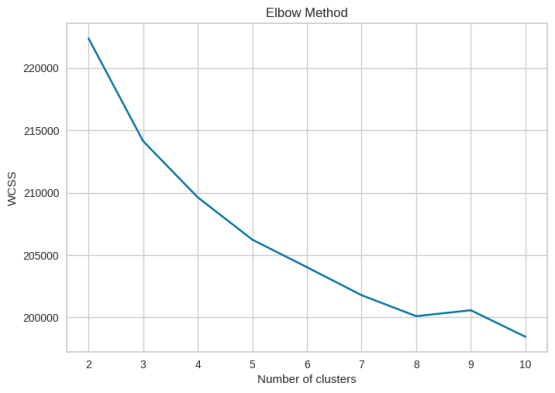 Elbow Method
220000
215000
210000
205000
200000
WCSS
2 3 4 5 6 7 8 9 10
Number of clusters